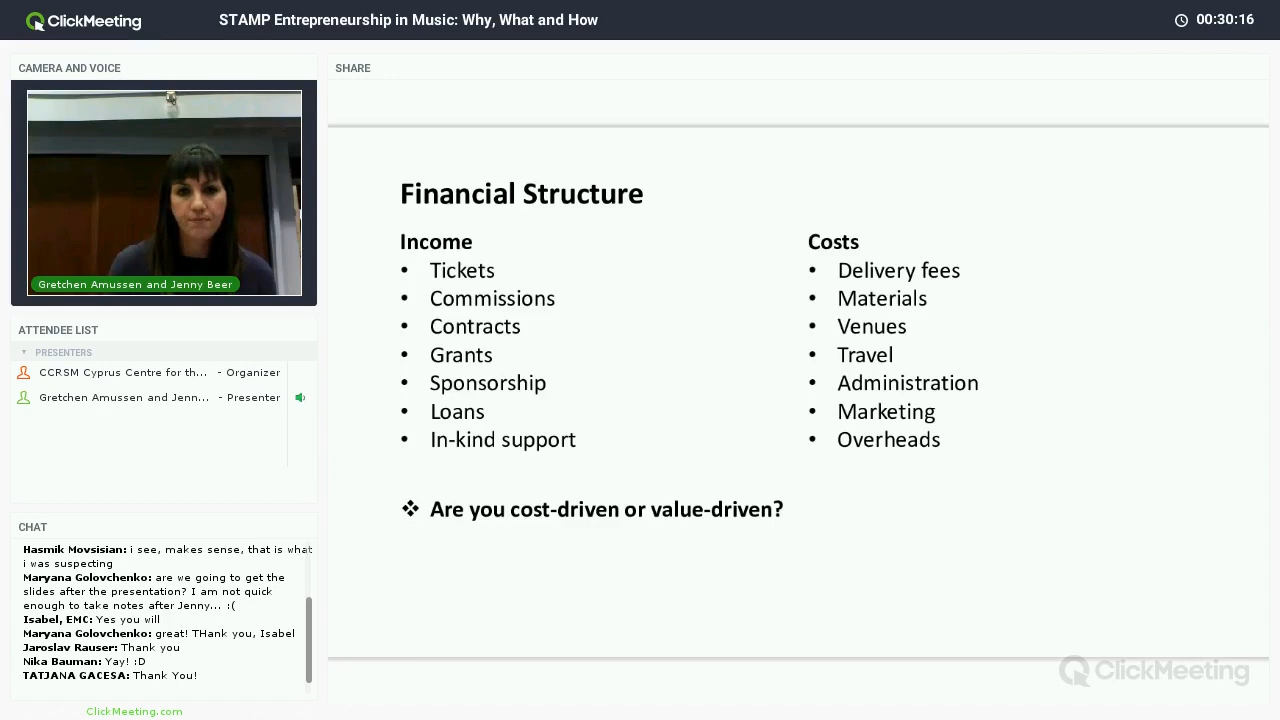 ClickMeeting
STAMP Entrepreneurship in Music: Why, What and How
00:30:16
CAMERA AND VOICE
Gretchen Amussen and Jenny Beer
ATTENDEE LIST
PRESENTERS
CCRSM Cyprus Centre for th... - Organizer
Gretchen Amussen and Jenn... - Presenter
CHAT
Hasmik Movsisian: i see, makes sense, that is what
i was suspecting
Maryana Golovchenko: are we going to get the
slides after the presentation? I am not quick
enough to take notes after Jenny... :(
Isabel, EMC: Yes you will
Maryana Golovchenko: great! THank you, Isabel
Jaroslav Rauser: Thank you
Nika Bauman: Yay! :D
TATJANA GACESA: Thank You!
ClickMeeting.com
SHARE
Financial Structure
Income
• Tickets
• Commissions
• Contracts
• Grants
• Sponsorship
• Loans
• In-kind support
Costs
• Delivery fees
• Materials
• Venues
• Travel
• Administration
• Marketing
• Overheads
❖ Are you cost-driven or value-driven?
ClickMeeting